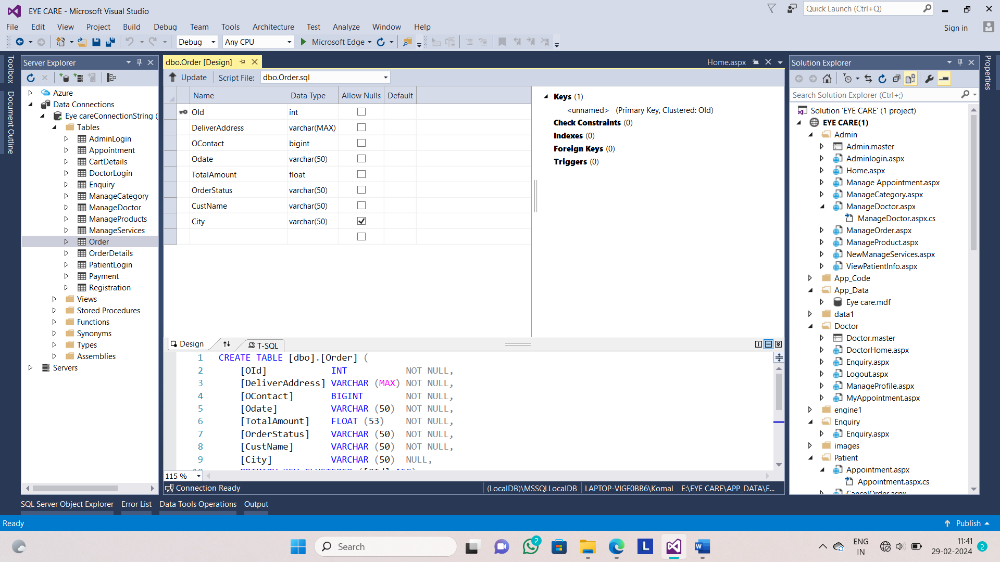 EYE CARE - Microsoft Visual Studio
Quick Launch (Ctrl+Q)
File Edit View Project Build Debug Team Tools Architecture Test Analyze Window Help
Sign in
Debug Any CPU Microsoft Edge
Toolbox
Document Outline
Server Explorer
Azure
Data Connections
Eye careConnectionString (
Tables
AdminLogin
Appointment
CartDetails
DoctorLogin
Enquiry
ManageCategory
ManageDoctor
ManageProducts
ManageServices
Order
OrderDetails
PatientLogin
Payment
Registration
Views
Stored Procedures
Functions
Synonyms
Types
Assemblies
Servers
dbo.Order [Design]
Home.aspx
Update Script File: dbo.Order.sql
Name Data Type Allow Nulls Default
OId int
DeliverAddress varchar(MAX)
OContact bigint
Odate varchar(50)
TotalAmount float
OrderStatus varchar(50)
CustName varchar(50)
City varchar(50)
Keys (1)
<unnamed> (Primary Key, Clustered: OId)
Check Constraints (0)
Indexes (0)
Foreign Keys (0)
Triggers (0)
Design T-SQL
1 CREATE TABLE [dbo].[Order] (
2 [OId] INT NOT NULL,
3 [DeliverAddress] VARCHAR (MAX) NOT NULL,
4 [OContact] BIGINT NOT NULL,
5 [Odate] VARCHAR (50) NOT NULL,
6 [TotalAmount] FLOAT (53) NOT NULL,
7 [OrderStatus] VARCHAR (50) NOT NULL,
8 [CustName] VARCHAR (50) NOT NULL,
9 [City] VARCHAR (50) NULL,
115 %
Connection Ready
(LocalDB)\MSSQLLocalDB LAPTOP-VIGF0BB6\Komal E:\EYE CARE\APP_DATA\E...
Solution Explorer
Search Solution Explorer (Ctrl+;)
Solution 'EYE CARE' (1 project)
EYE CARE(1)
Admin
Admin.master
Adminlogin.aspx
Home.aspx
Manage Appointment.aspx
ManageCategory.aspx
ManageDoctor.aspx
ManageDoctor.aspx.cs
ManageOrder.aspx
ManageProduct.aspx
NewManageServices.aspx
ViewPatientInfo.aspx
App_Code
App_Data
Eye care.mdf
data1
Doctor
Doctor.master
DoctorHome.aspx
Enquiry.aspx
Logout.aspx
ManageProfile.aspx
MyAppointment.aspx
engine1
Enquiry
Enquiry.aspx
images
Patient
Appointment.aspx
Appointment.aspx.cs
CancelOrder.aspx
Properties
SQL Server Object Explorer Error List Data Tools Operations Output
Ready
Publish
Search
2
L
W
ENG
IN
11:41
29-02-2024
2